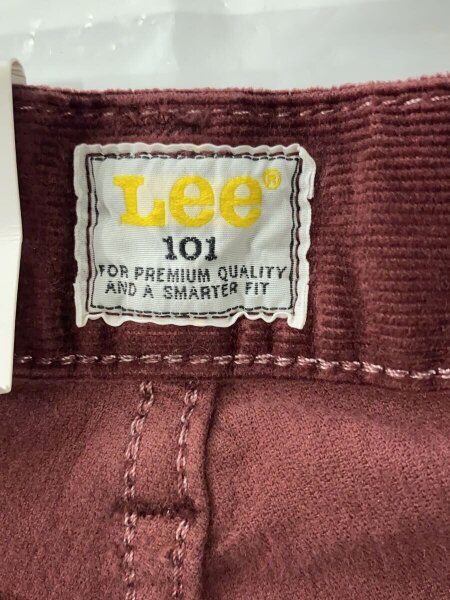 Lee®
101
FOR PREMIUM QUALITY
AND A SMARTER FIT